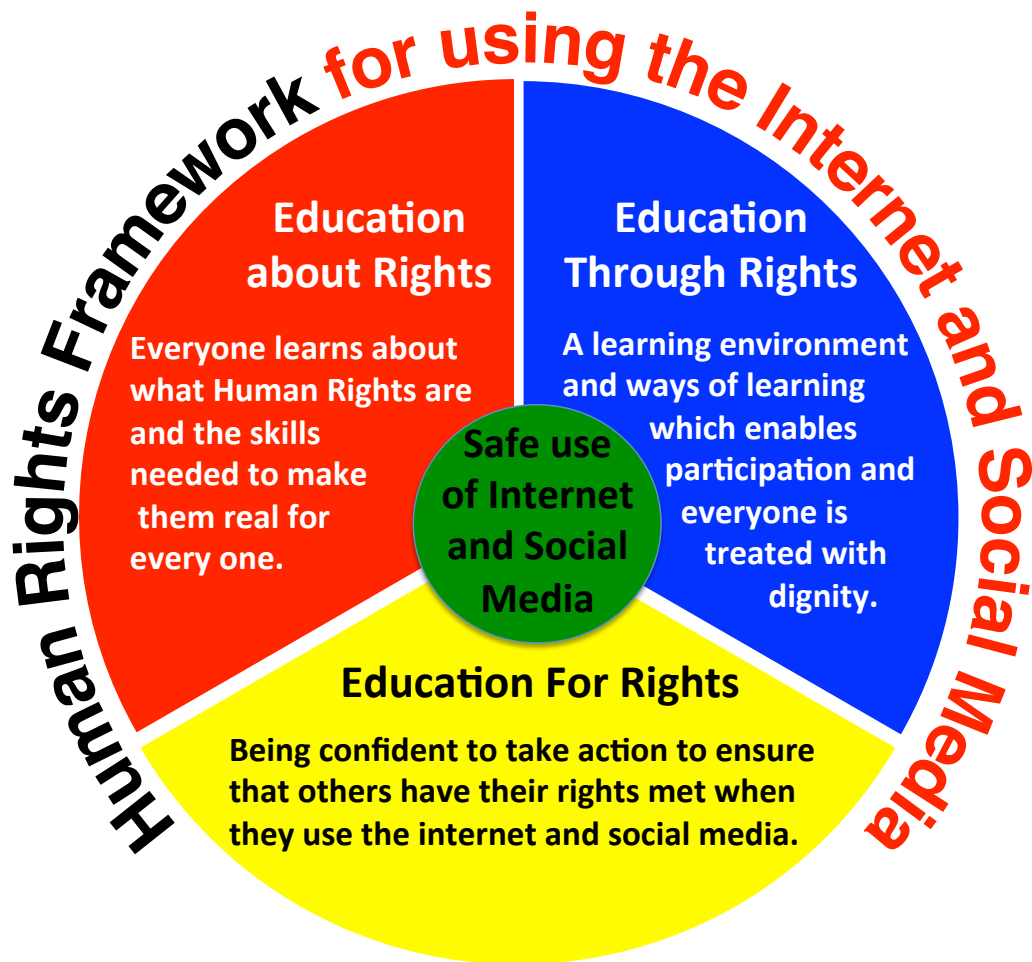 Human Rights Framework for using the Internet and Social Media
Education
about Rights
Everyone learns about
what Human Rights are
and the skills
needed to make
them real for
every one.
Education
Through Rights
A learning environment
and ways of learning
which enables
participation and
everyone is
treated with
dignity.
Safe use
of Internet
and Social
Media
Education For Rights
Being confident to take action to ensure
that others have their rights met when
they use the internet and social media.